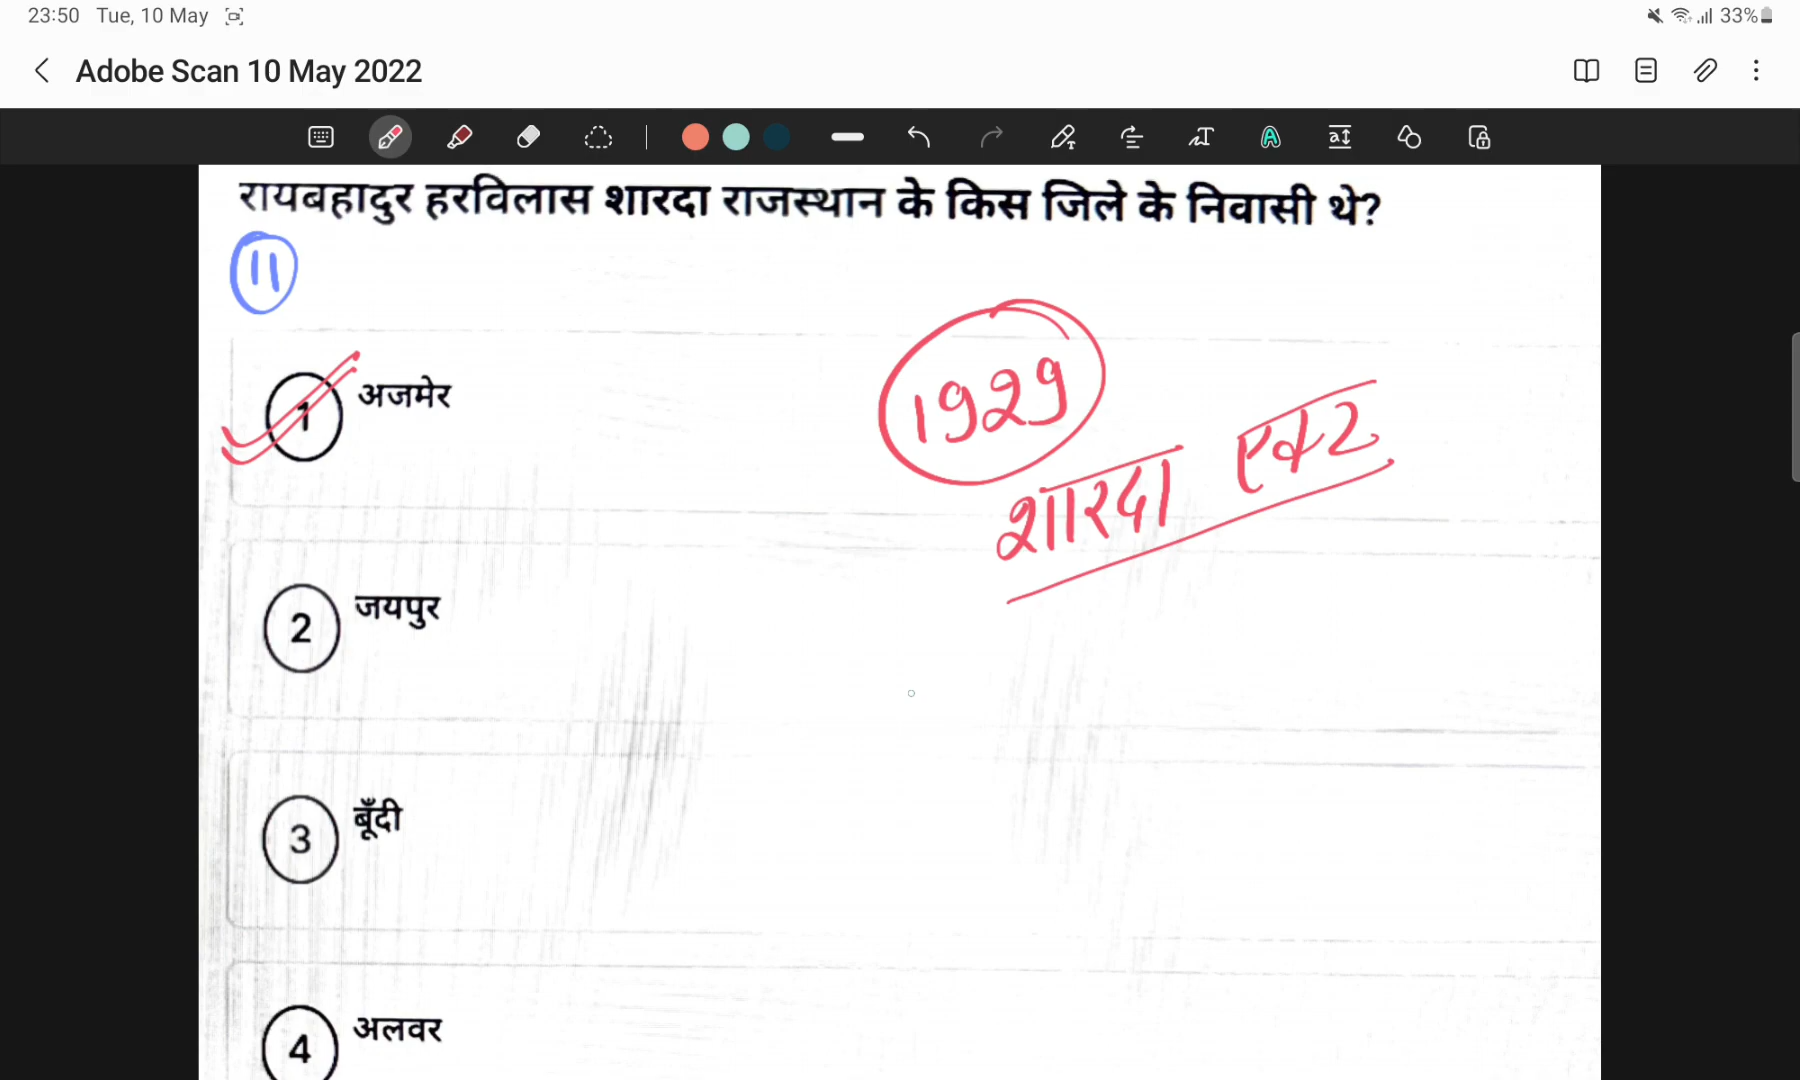 23:50 Tue, 10 May 33%
Adobe Scan 10 May 2022
रायबहादुर हरविलास शारदा राजस्थान के किस जिले के निवासी थे?
11
1 अजमेर
1929
शारदा एक्ट
2 जयपुर
3 बूँदी
4 अलवर